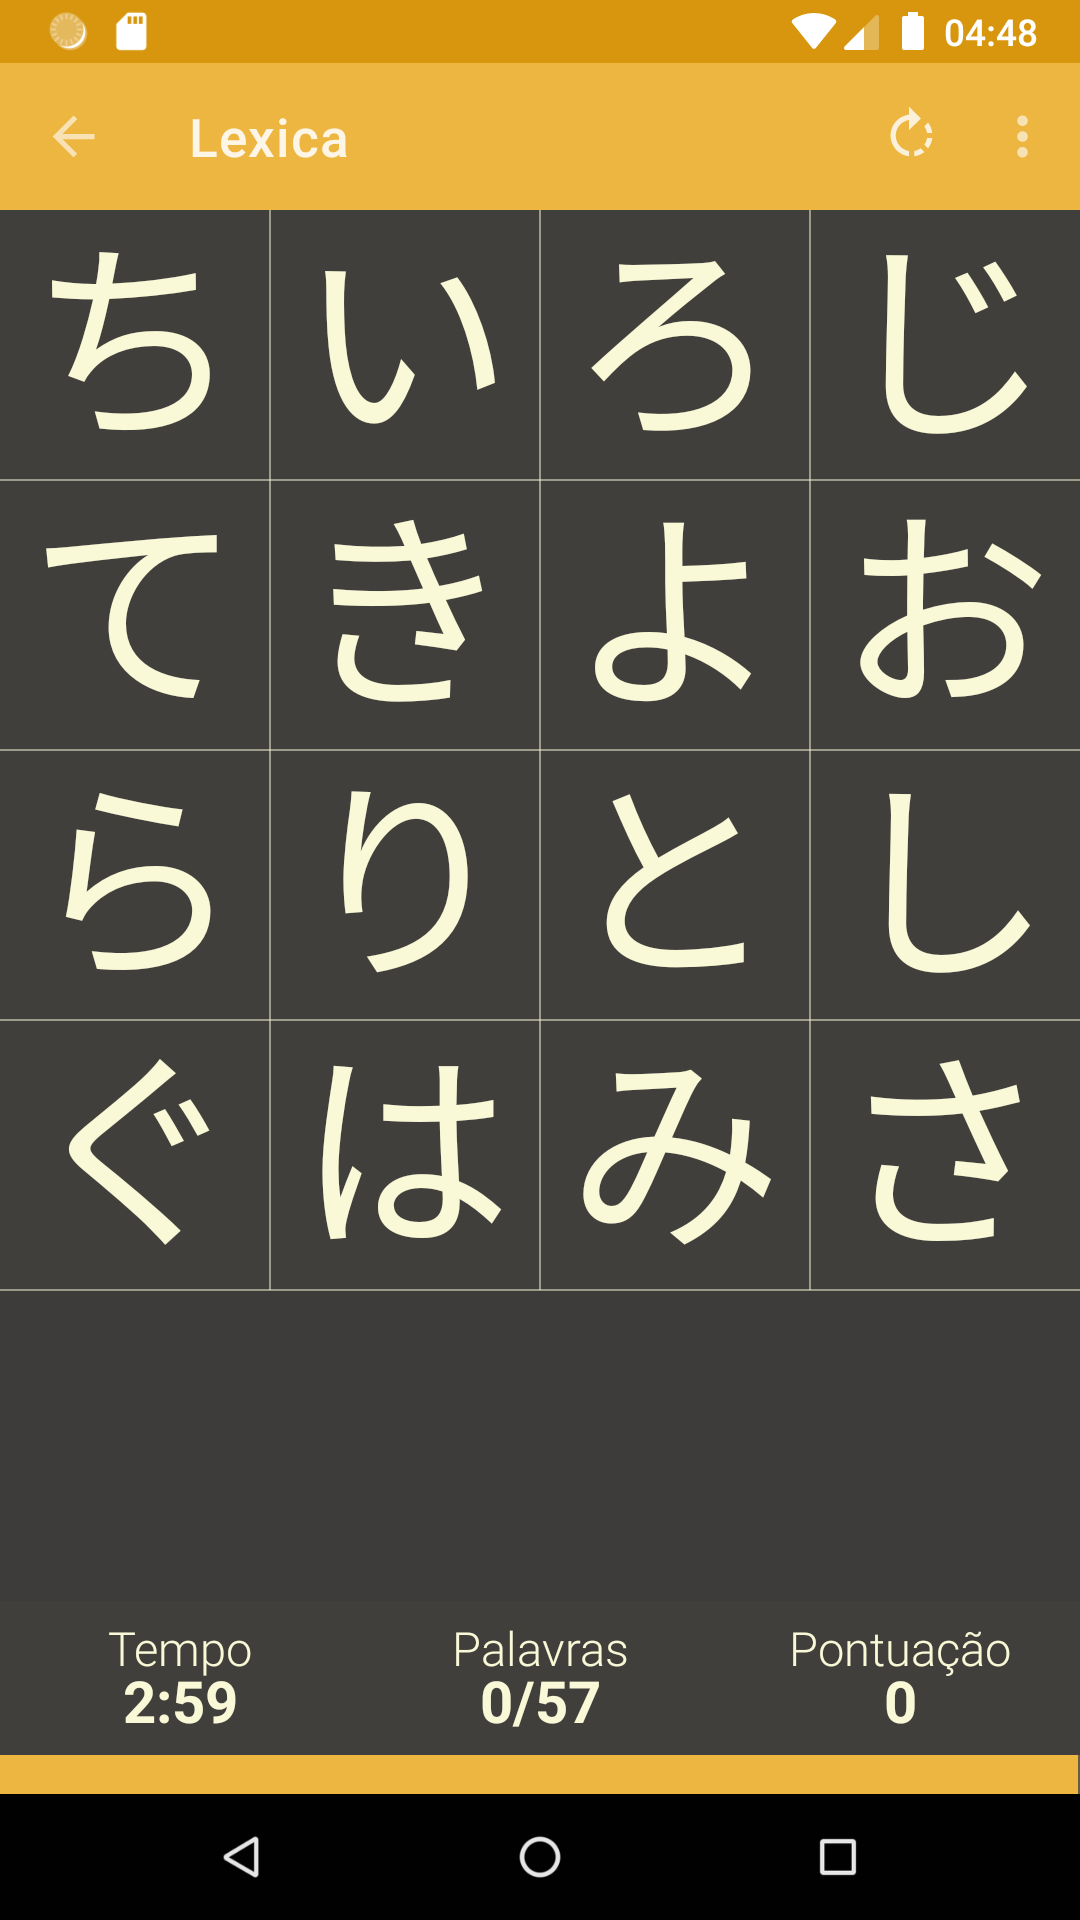 04:48
Lexica
ち い ろ じ
て き よ お
ら り と し
ぐ は み さ
Tempo Palavras Pontuação
2:59 0/57 0